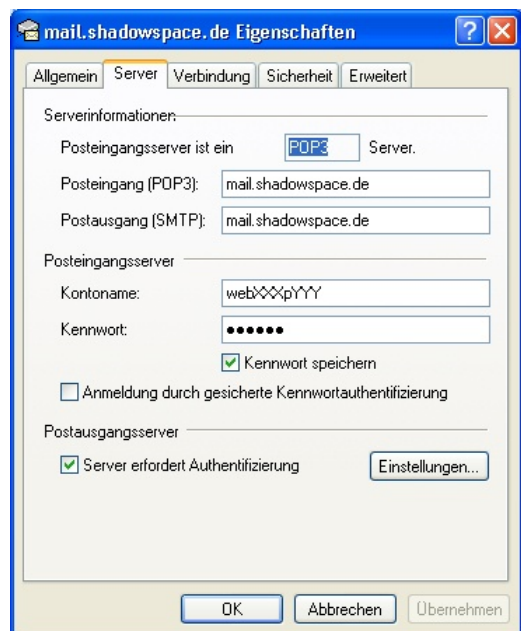 mail.shadowspace.de Eigenschaften
Allgemein Server Verbindung Sicherheit Erweitert
Serverinformationen
Posteingangsserver ist ein POP3 Server.
Posteingang (POP3): mail.shadowspace.de
Postausgang (SMTP): mail.shadowspace.de
Posteingangsserver
Kontoname: webXXXpYYY
Kennwort: ●●●●●●
Kennwort speichern
Anmeldung durch gesicherte Kennwortauthentifizierung
Postausgangsserver
Server erfordert Authentifizierung Einstellungen...
OK Abbrechen Übernehmen